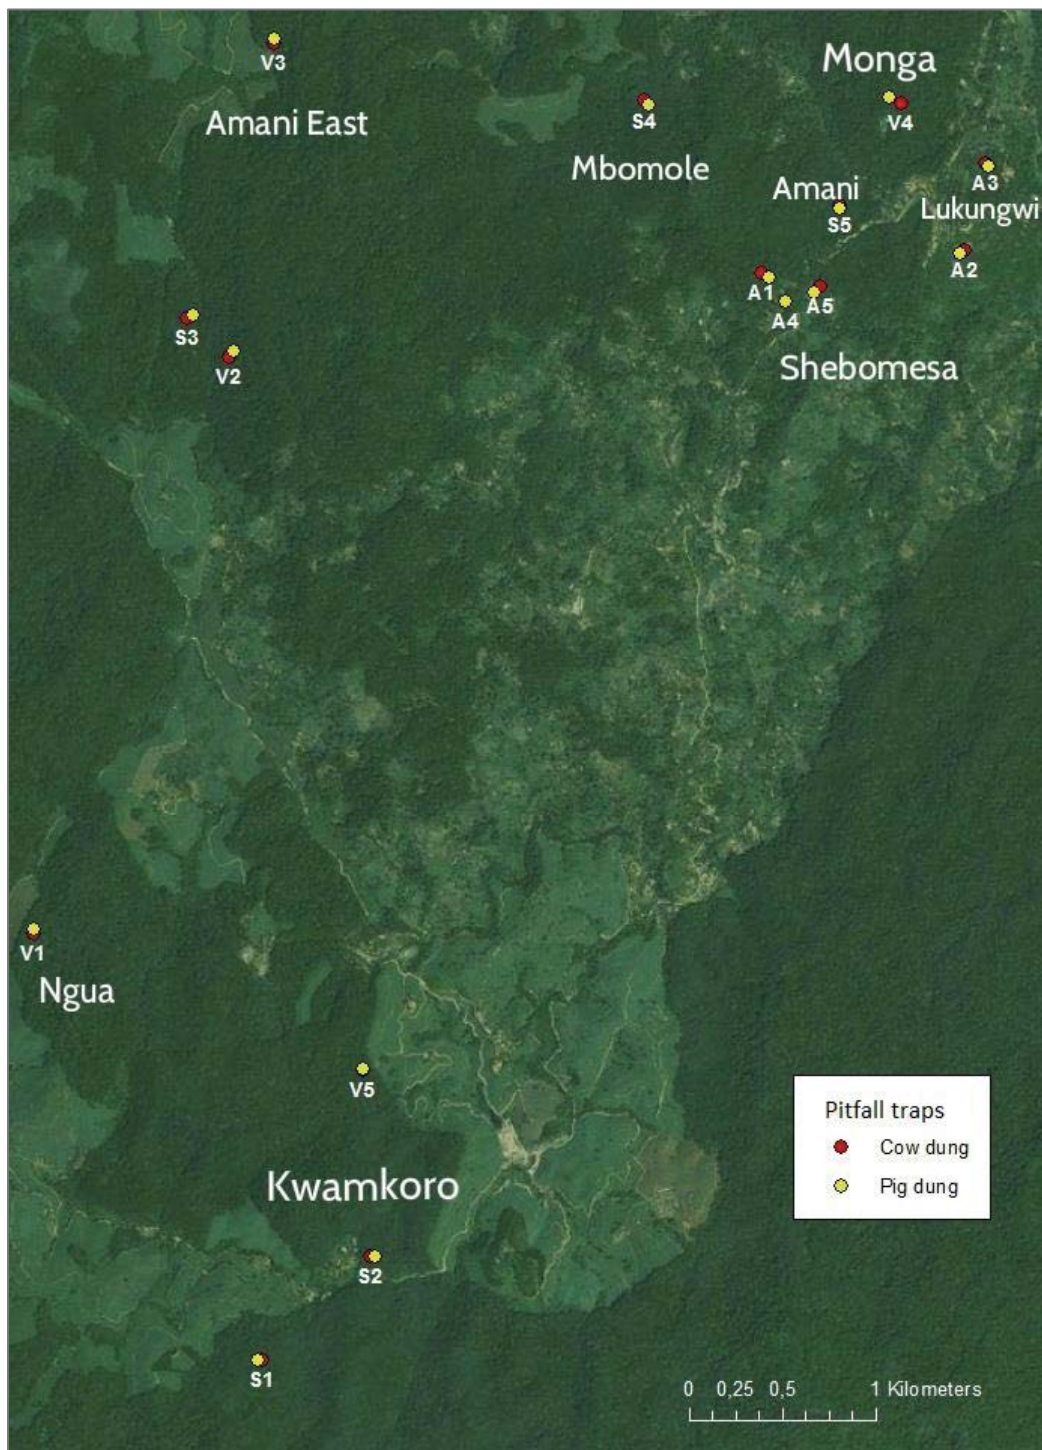 V3
Amani East
S4
Mbomole
Monga
V4
A3
Lukungwi
Amani
S5
A2
A1
A4
A5
Shebomesa
S3
V2
V1
Ngua
V5
Kwamkoro
S2
S1
Pitfall traps
Cow dung
Pig dung
0 0,25 0,5 1 Kilometers